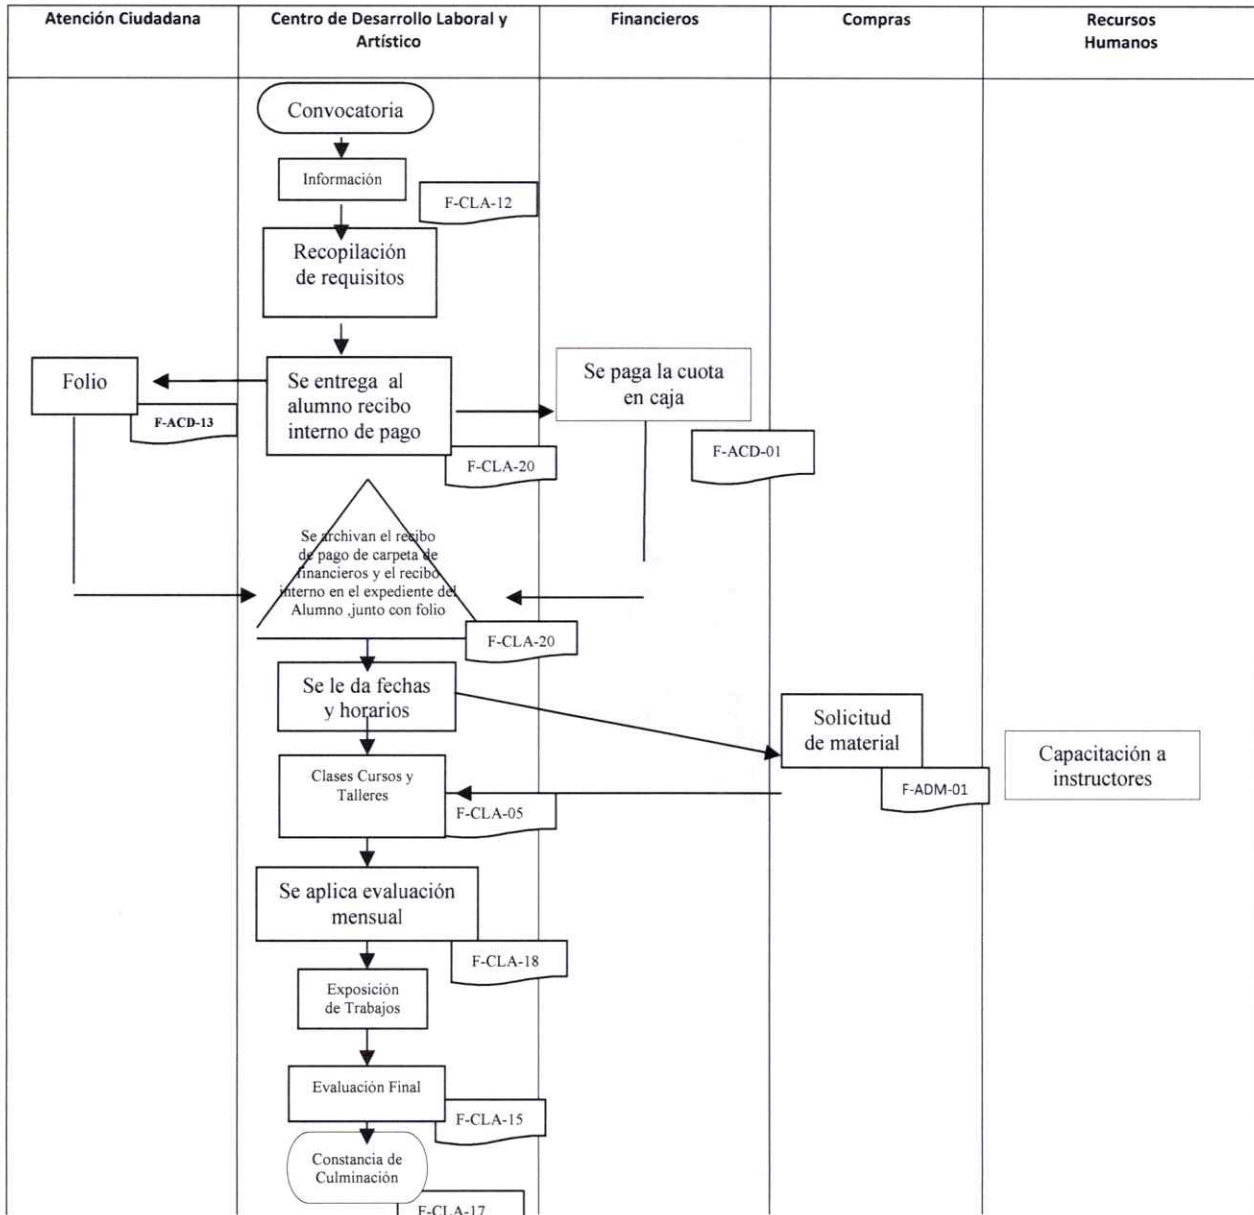 Atención Ciudadana
Centro de Desarrollo Laboral y
Artístico
Financieros
Compras
Recursos
Humanos
Convocatoria
Información
F-CLA-12
Recopilación
de requisitos
Folio
F-ACD-13
Se entrega al
alumno recibo
interno de pago
F-CLA-20
Se paga la cuota
en caja
F-ACD-01
Se archivan el recibo
de pago de carpeta de
financieros y el recibo
interno en el expediente del
Alumno ,junto con folio
F-CLA-20
Se le da fechas
y horarios
Solicitud
de material
F-ADM-01
Capacitación a
instructores
Clases Cursos y
Talleres
F-CLA-05
Se aplica evaluación
mensual
F-CLA-18
Exposición
de Trabajos
Evaluación Final
F-CLA-15
Constancia de
Culminación
F-CLA-17